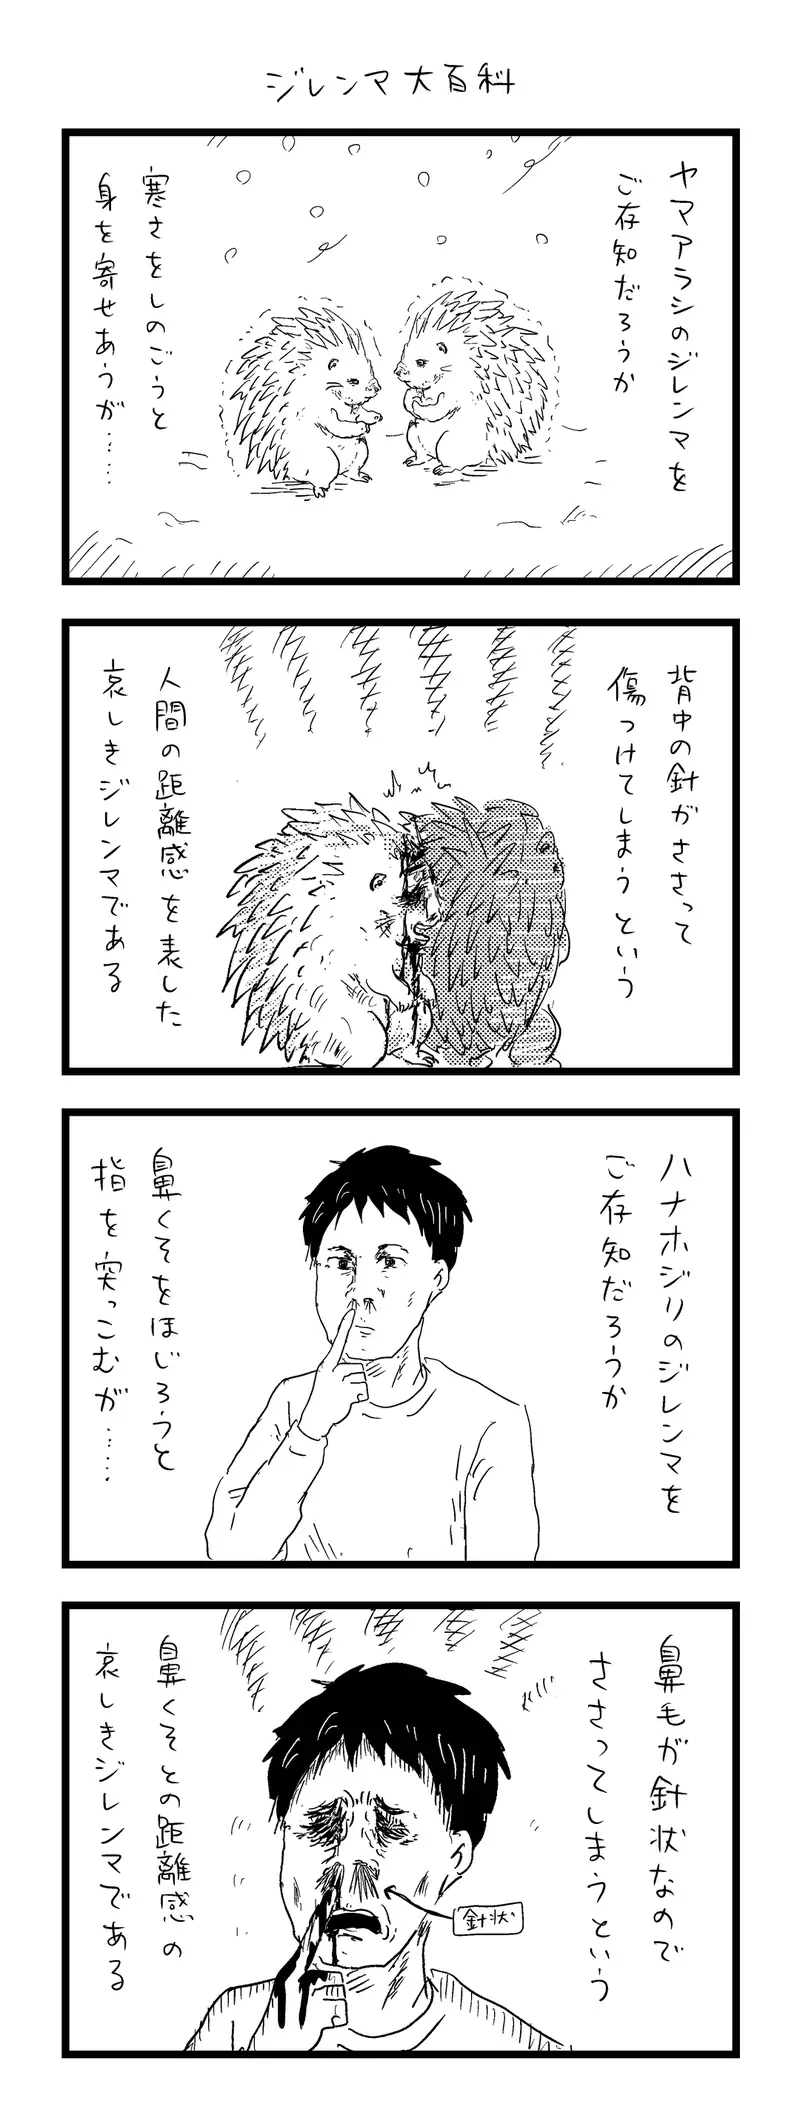 ジレンマ大百科
ヤマアラシのジレンマを
ご存知だろうか
寒さをしのごうと
身を寄せあうが……
背中の針がささって
傷つけてしまうという
人間の距離感を表した
哀しきジレンマである
ハナホジリのジレンマを
ご存知だろうか
鼻くそをほじろうと
指を突っこむが……
鼻毛が針状なので
ささってしまうという
針状
鼻くそとの距離感の
哀しきジレンマである